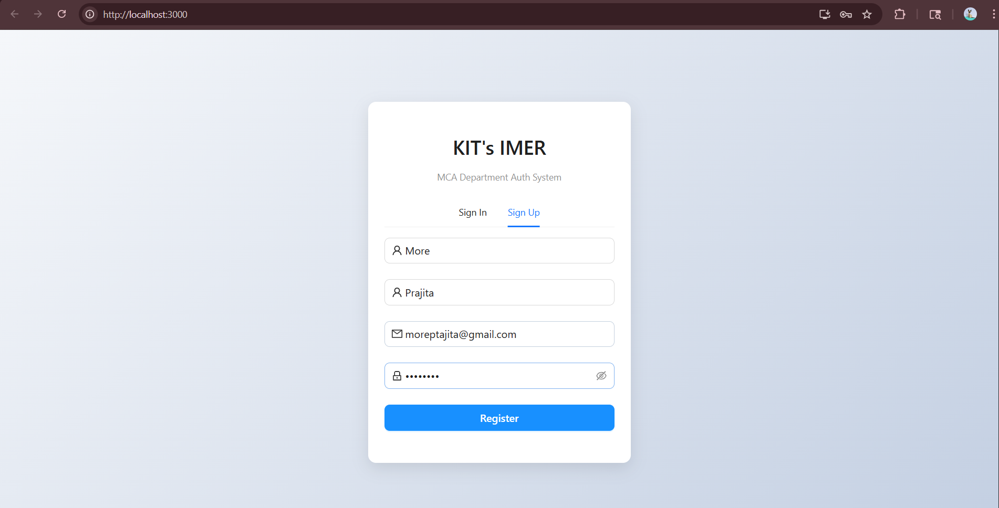 http://localhost:3000
KIT's IMER
MCA Department Auth System
Sign In Sign Up
More
Prajita
moreptajita@gmail.com
••••••••
Register